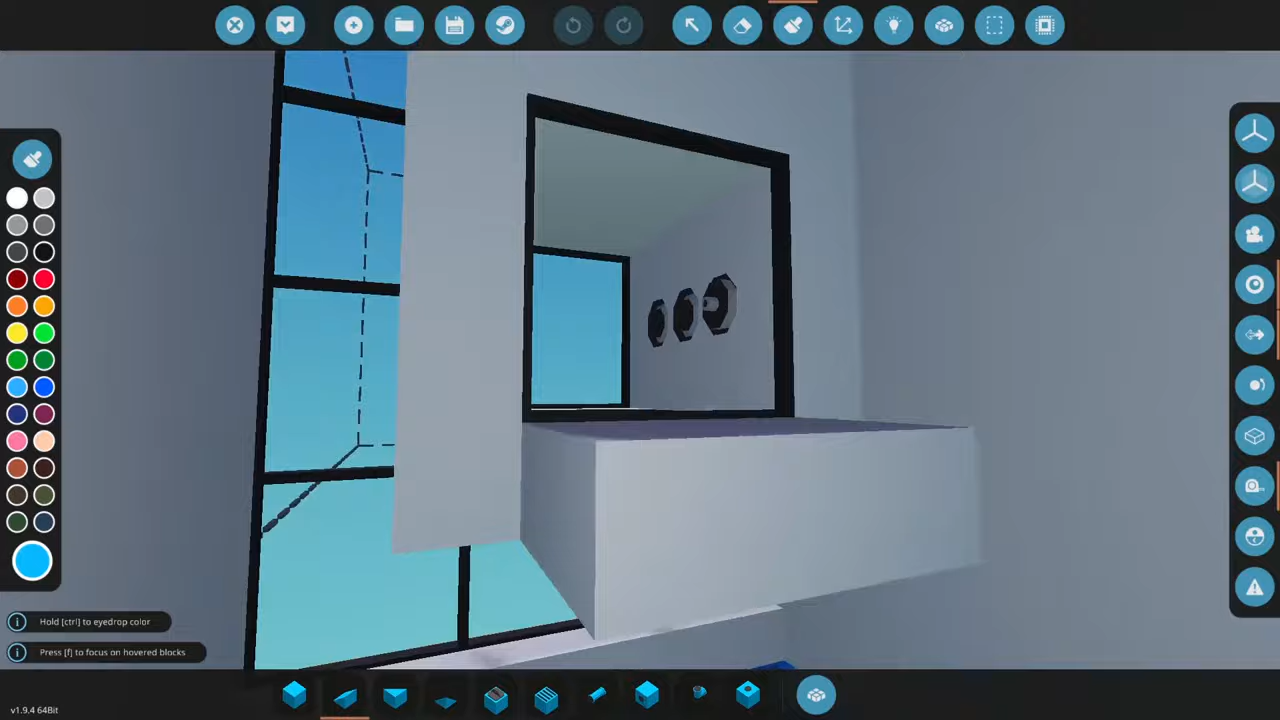 Hold [ctrl] to eyedrop color
Press [f] to focus on hovered blocks
v1.9.4 64Bit